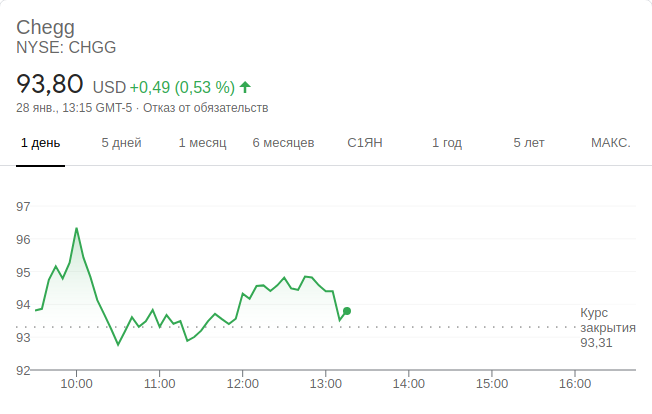 Chegg
NYSE: CHGG
93,80 USD +0,49 (0,53 %)
28 янв., 13:15 GMT-5 · Отказ от обязательств
1 день 5 дней 1 месяц 6 месяцев С1ЯН 1 год 5 лет МАКС.
97
96
95
94
93
92
Курс
закрытия
93,31
10:00 11:00 12:00 13:00 14:00 15:00 16:00